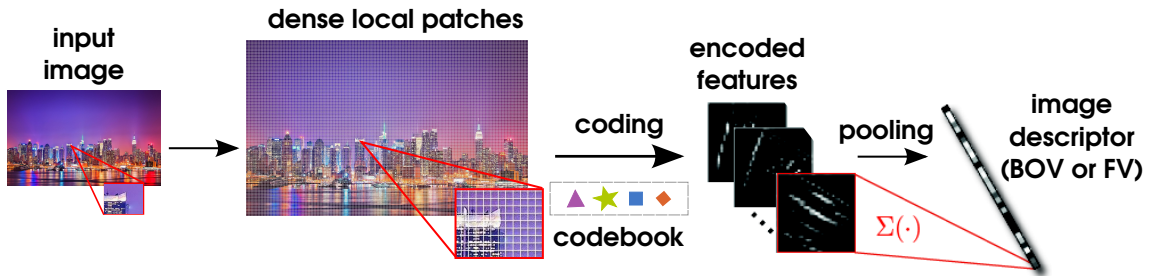 input
image
dense local patches
coding
codebook
encoded
features
pooling
Σ(·)
image
descriptor
(BOV or FV)